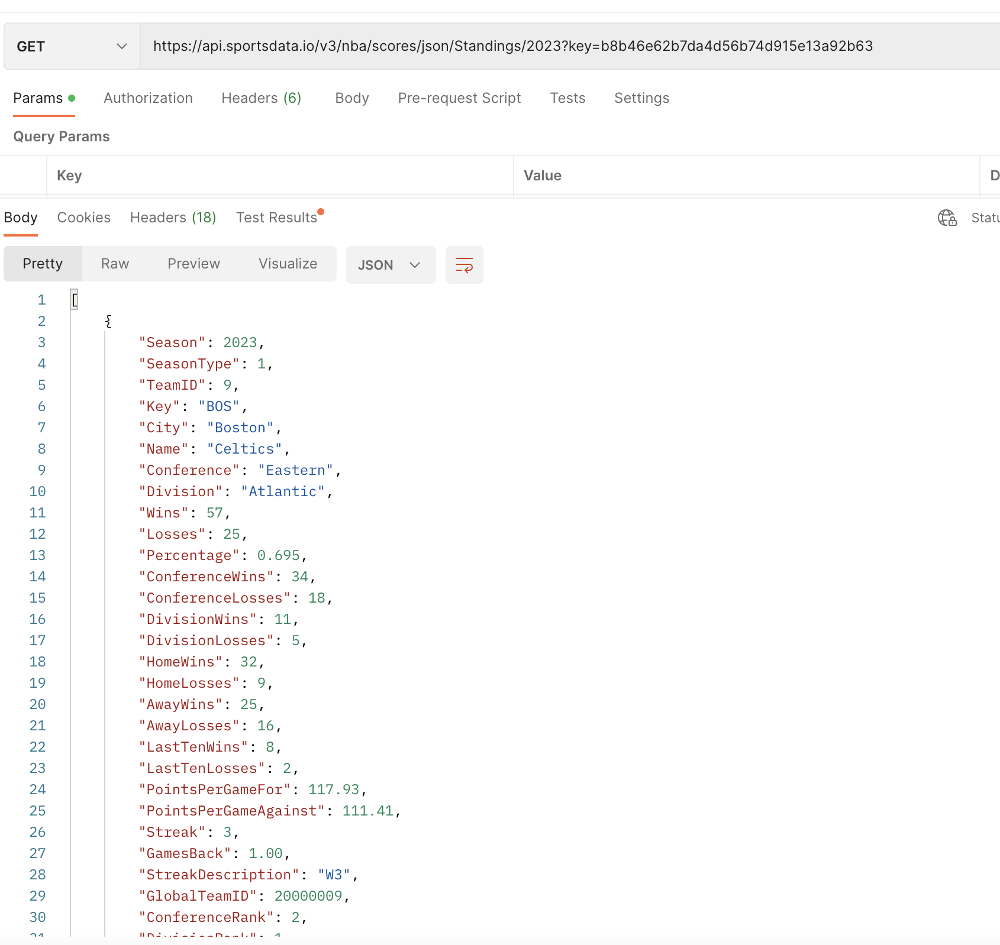 GET https://api.sportsdata.io/v3/nba/scores/json/Standings/2023?key=b8b46e62b7da4d56b74d915e13a92b63
Params Authorization Headers (6) Body Pre-request Script Tests Settings
Query Params
Key Value D
Body Cookies Headers (18) Test Results Statu
Pretty Raw Preview Visualize JSON
1 [
2 {
3 "Season": 2023,
4 "SeasonType": 1,
5 "TeamID": 9,
6 "Key": "BOS",
7 "City": "Boston",
8 "Name": "Celtics",
9 "Conference": "Eastern",
10 "Division": "Atlantic",
11 "Wins": 57,
12 "Losses": 25,
13 "Percentage": 0.695,
14 "ConferenceWins": 34,
15 "ConferenceLosses": 18,
16 "DivisionWins": 11,
17 "DivisionLosses": 5,
18 "HomeWins": 32,
19 "HomeLosses": 9,
20 "AwayWins": 25,
21 "AwayLosses": 16,
22 "LastTenWins": 8,
23 "LastTenLosses": 2,
24 "PointsPerGameFor": 117.93,
25 "PointsPerGameAgainst": 111.41,
26 "Streak": 3,
27 "GamesBack": 1.00,
28 "StreakDescription": "W3",
29 "GlobalTeamID": 20000009,
30 "ConferenceRank": 2,
31 "DivisionRank": 1